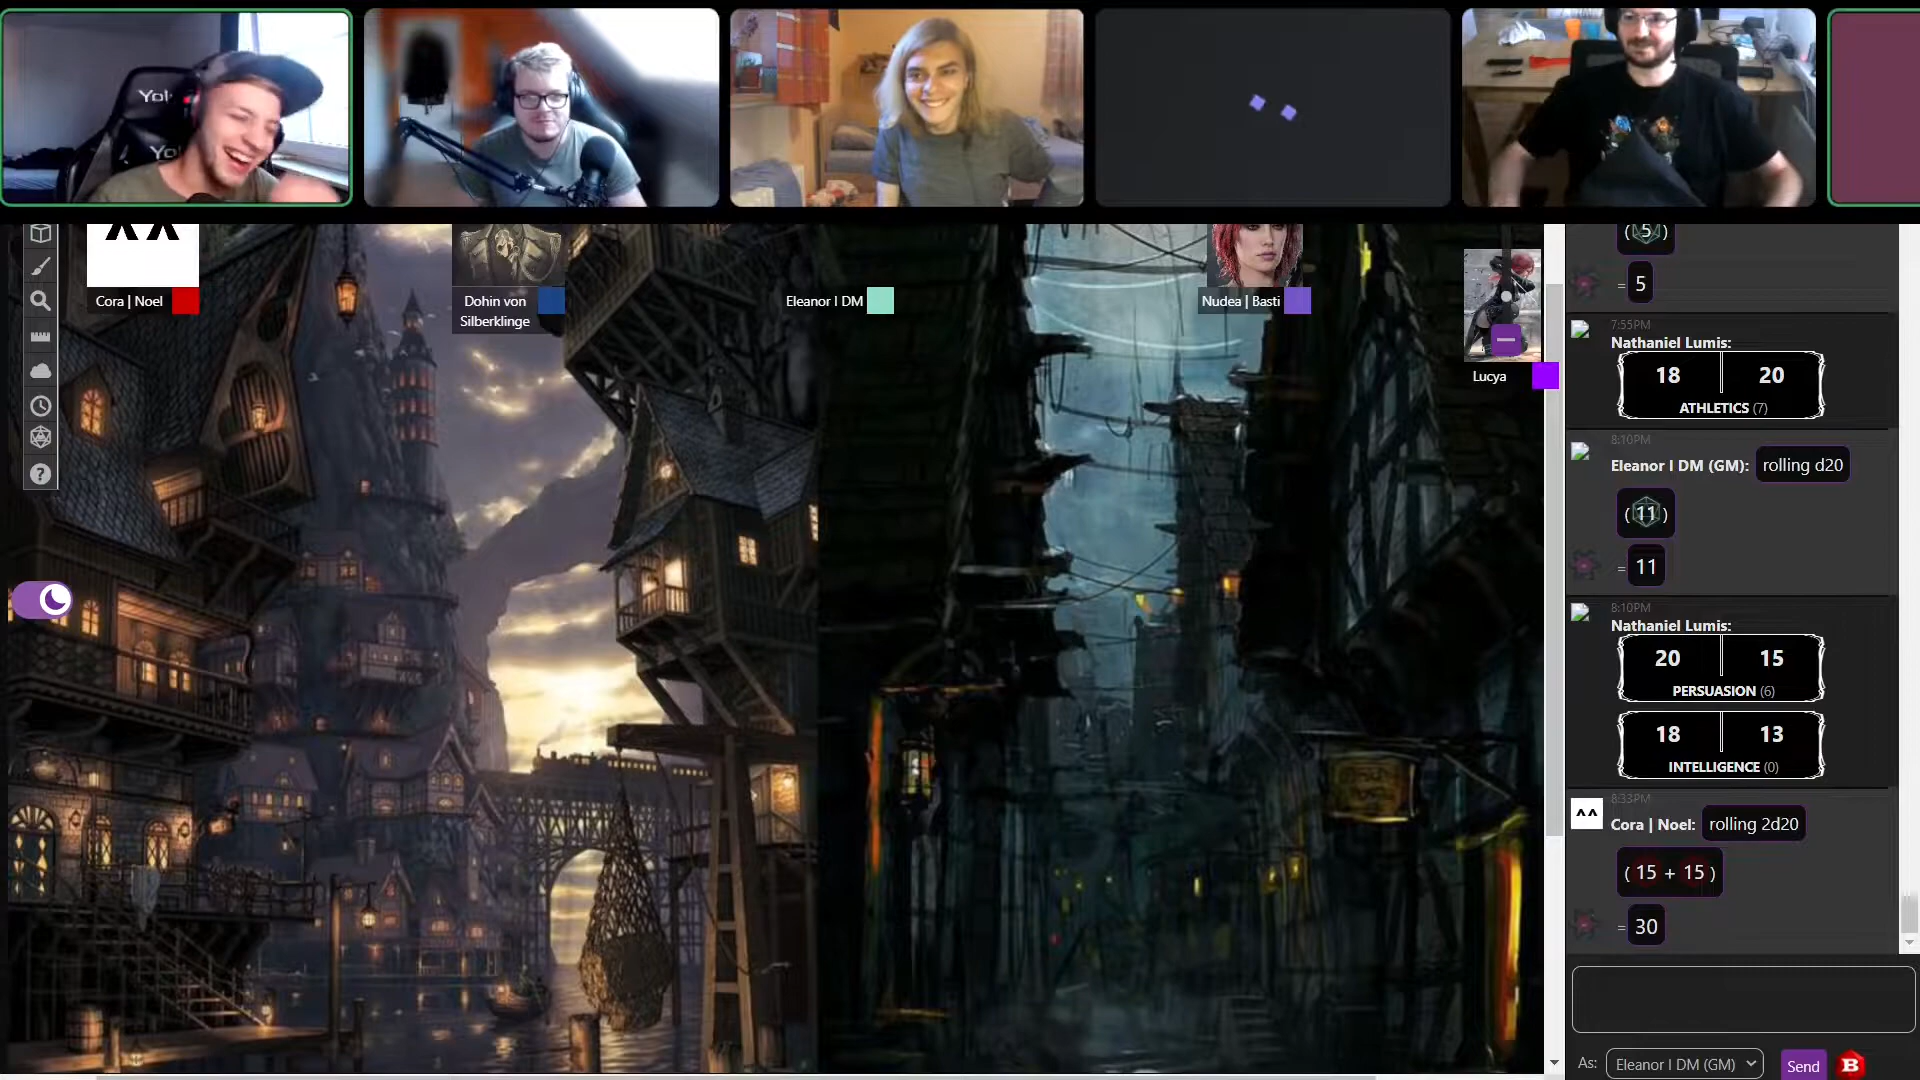 Yol
Yo
Cora | Noel
Dohin von
Silberklinge
Eleanor I DM
Nudea | Basti
Lucya
?
(5)
= 5
7:55PM
Nathaniel Lumis:
18 20
ATHLETICS (7)
8:10PM
Eleanor I DM (GM): rolling d20
(11)
= 11
8:10PM
Nathaniel Lumis:
20 15
PERSUASION (6)
18 13
INTELLIGENCE (0)
8:33PM
^^ Cora | Noel: rolling 2d20
(15 + 15)
= 30
As: Eleanor I DM (GM) Send B